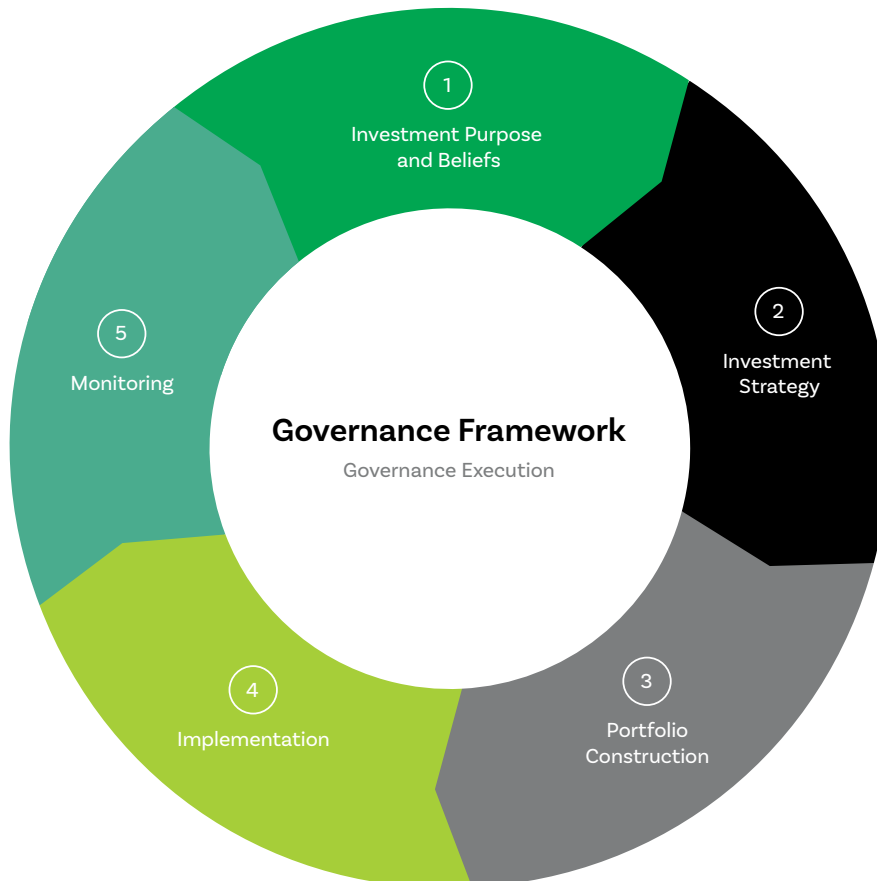 1
Investment Purpose
and Beliefs
2
Investment
Strategy
3
Portfolio
Construction
4
Implementation
5
Monitoring
Governance Framework
Governance Execution